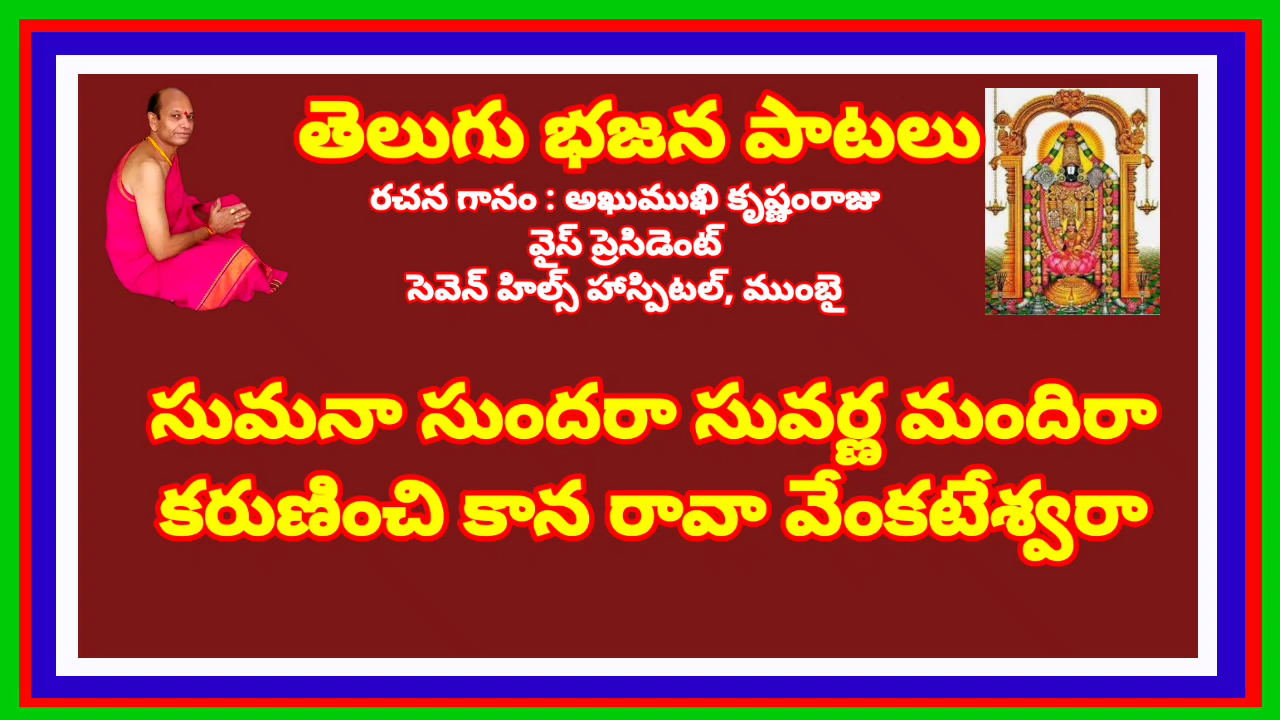 తెలుగు భజన పాటలు
రచన గానం : అఖుముఖి కృష్ణంరాజు
వైస్ ప్రెసిడెంట్
సెవెన్ హిల్స్ హాస్పిటల్, ముంబై
సుమనా సుందరా సువర్ణ మందిరా
కరుణించి కాన రావా వేంకటేశ్వరా